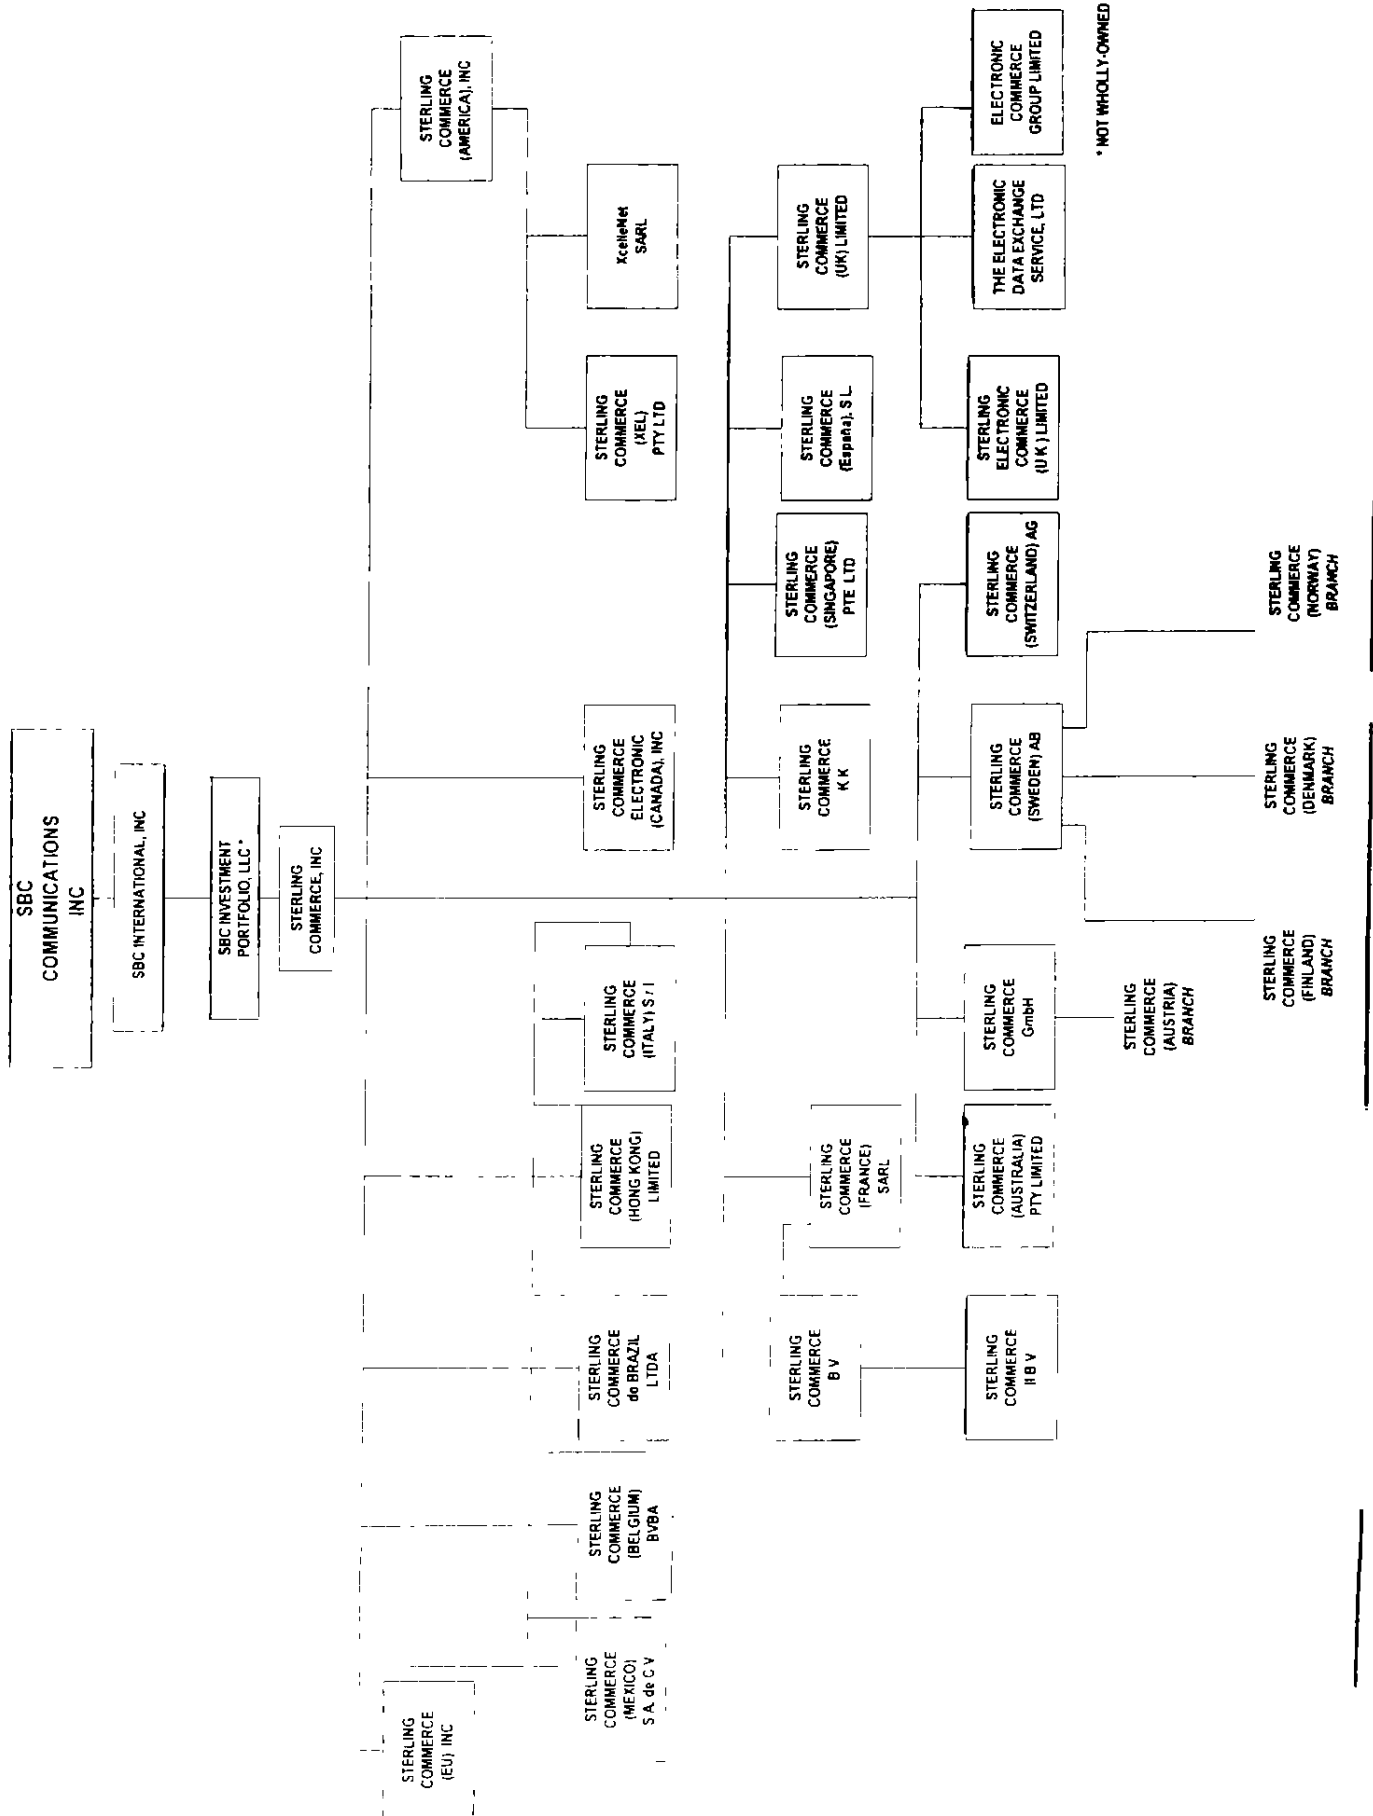 SBC
COMMUNICATIONS
INC
SBC INTERNATIONAL, INC
SBC INVESTMENT
PORTFOLIO, LLC *
STERLING
COMMERCE, INC
STERLING
COMMERCE
(EU) INC
STERLING
COMMERCE
(AMERICA), INC
STERLING
COMMERCE
(MEXICO)
S A de C V
STERLING
COMMERCE
(BELGIUM)
BVBA
STERLING
COMMERCE
do BRAZIL
LTDA
STERLING
COMMERCE
(HONG KONG)
LIMITED
STERLING
COMMERCE
(ITALY) S r l
STERLING
COMMERCE
ELECTRONIC
(CANADA), INC
STERLING
COMMERCE
(XEL)
PTY LTD
XcelleNet
SARL
STERLING
COMMERCE
B V
STERLING
COMMERCE
(FRANCE)
SARL
STERLING
COMMERCE
K K
STERLING
COMMERCE
(SINGAPORE)
PTE LTD
STERLING
COMMERCE
(España), S L
STERLING
COMMERCE
(UK) LIMITED
STERLING
COMMERCE
II B V
STERLING
COMMERCE
(AUSTRALIA)
PTY LIMITED
STERLING
COMMERCE
GmbH
STERLING
COMMERCE
(SWEDEN) AB
STERLING
COMMERCE
(SWITZERLAND) AG
STERLING
ELECTRONIC
COMMERCE
(U K ) LIMITED
THE ELECTRONIC
DATA EXCHANGE
SERVICE, LTD
ELECTRONIC
COMMERCE
GROUP LIMITED
STERLING
COMMERCE
(AUSTRIA)
BRANCH
* NOT WHOLLY-OWNED
STERLING
COMMERCE
(FINLAND)
BRANCH
STERLING
COMMERCE
(DENMARK)
BRANCH
STERLING
COMMERCE
(NORWAY)
BRANCH